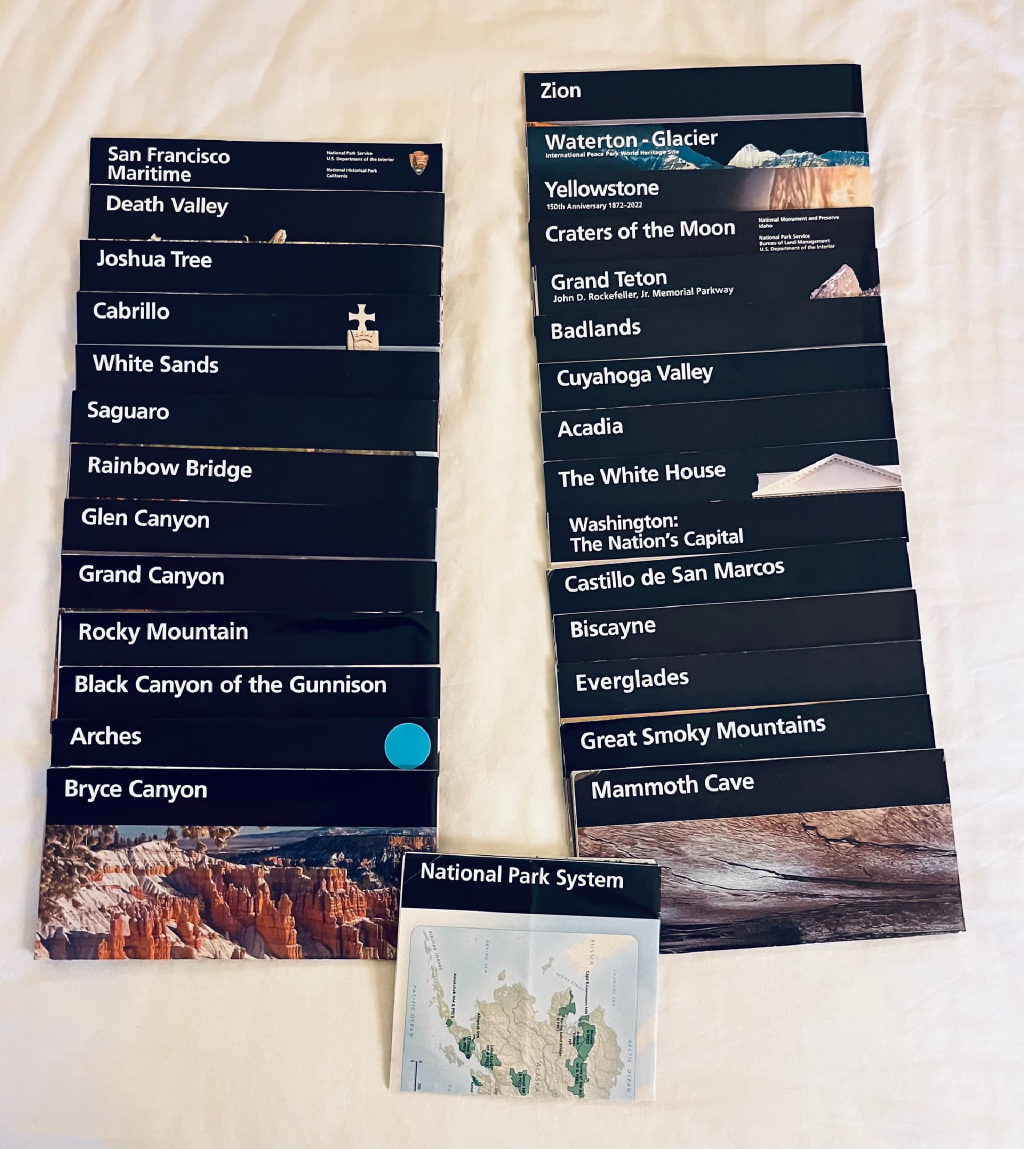 San Francisco
Maritime
National Park Service
U.S. Department of the Interior
National Historical Park
California
Death Valley
Joshua Tree
Cabrillo
White Sands
Saguaro
Rainbow Bridge
Glen Canyon
Grand Canyon
Rocky Mountain
Black Canyon of the Gunnison
Arches
Bryce Canyon
Zion
Waterton-Glacier
International Peace Park World Heritage Site
Yellowstone
150th Anniversary 1872–2022
Craters of the Moon
National Monument and Preserve
Idaho
National Park Service
Bureau of Land Management
U.S. Department of the Interior
Grand Teton
John D. Rockefeller, Jr. Memorial Parkway
Badlands
Cuyahoga Valley
Acadia
The White House
Washington:
The Nation's Capital
Castillo de San Marcos
Biscayne
Everglades
Great Smoky Mountains
Mammoth Cave
National Park System
PACIFIC OCEAN
BERING SEA
RUSSIA
ARCTIC OCEAN
ALASKA